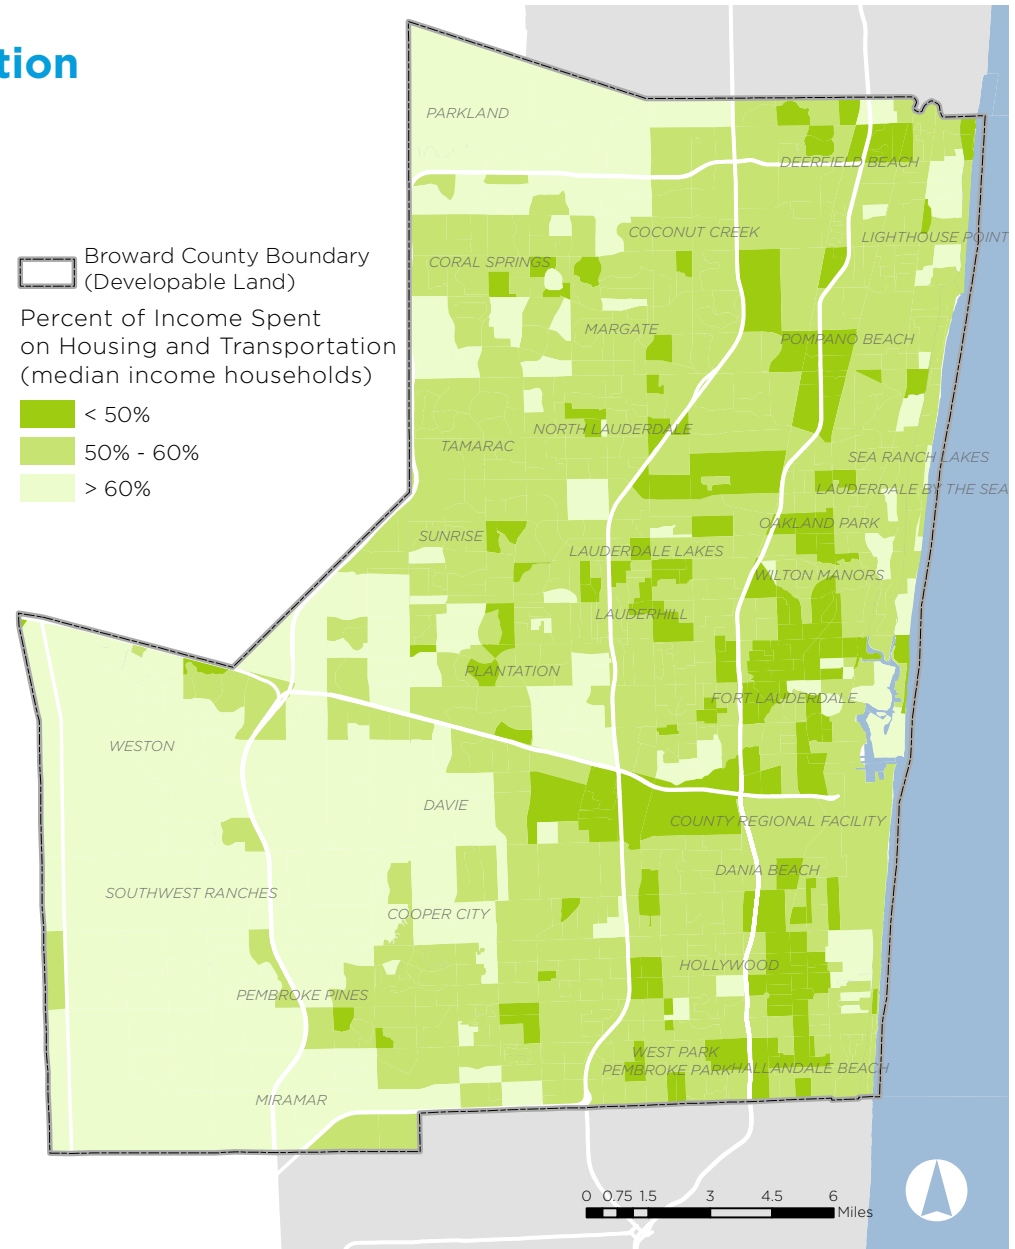 tion
Broward County Boundary
(Developable Land)
Percent of Income Spent
on Housing and Transportation
(median income households)
< 50%
50% - 60%
> 60%
PARKLAND
DEERFIELD BEACH
COCONUT CREEK
LIGHTHOUSE POINT
CORAL SPRINGS
MARGATE
POMPANO BEACH
NORTH LAUDERDALE
TAMARAC
SEA RANCH LAKES
LAUDERDALE BY THE SEA
OAKLAND PARK
SUNRISE
LAUDERDALE LAKES
WILTON MANORS
LAUDERHILL
PLANTATION
FORT LAUDERDALE
WESTON
DAVIE
COUNTY REGIONAL FACILITY
DANIA BEACH
SOUTHWEST RANCHES
COOPER CITY
HOLLYWOOD
PEMBROKE PINES
WEST PARK
PEMBROKE PARK
HALLANDALE BEACH
MIRAMAR
0 0.75 1.5 3 4.5 6
Miles